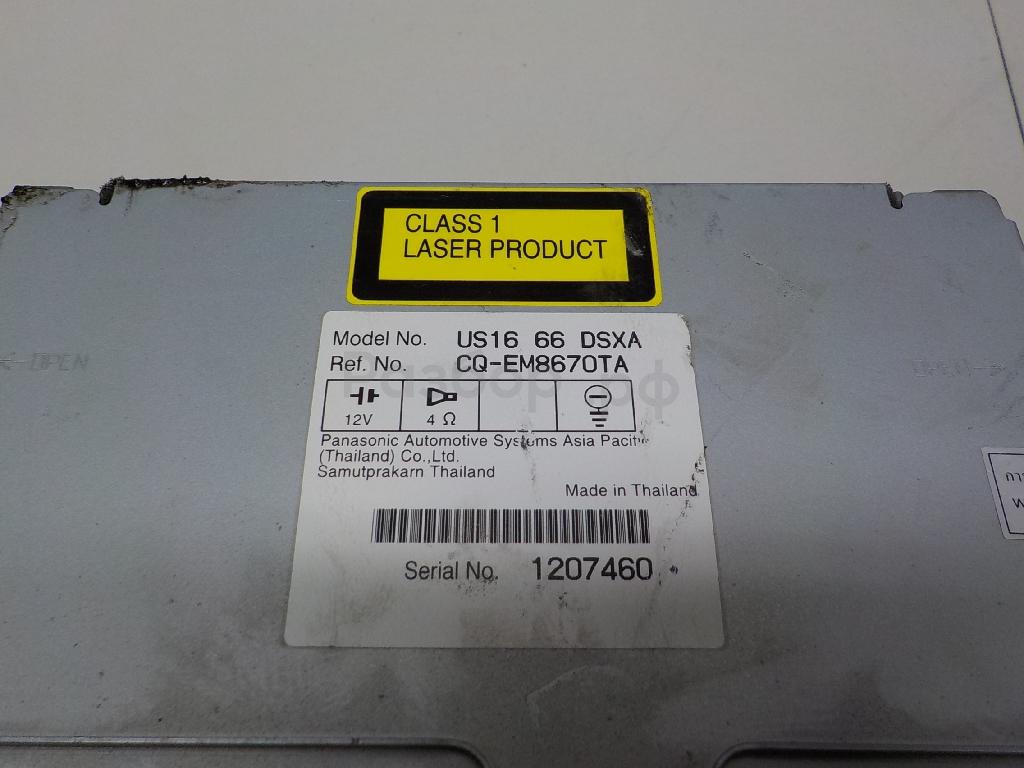 CLASS 1
LASER PRODUCT
Model No. US16 66 DSXA
Ref. No. CQ-EM8670TA
12V 4 Ω
Panasonic Automotive Systems Asia Pacific
(Thailand) Co.,Ltd.
Samutprakarn Thailand
Made in Thailand
Serial No. 1207460
OPEN